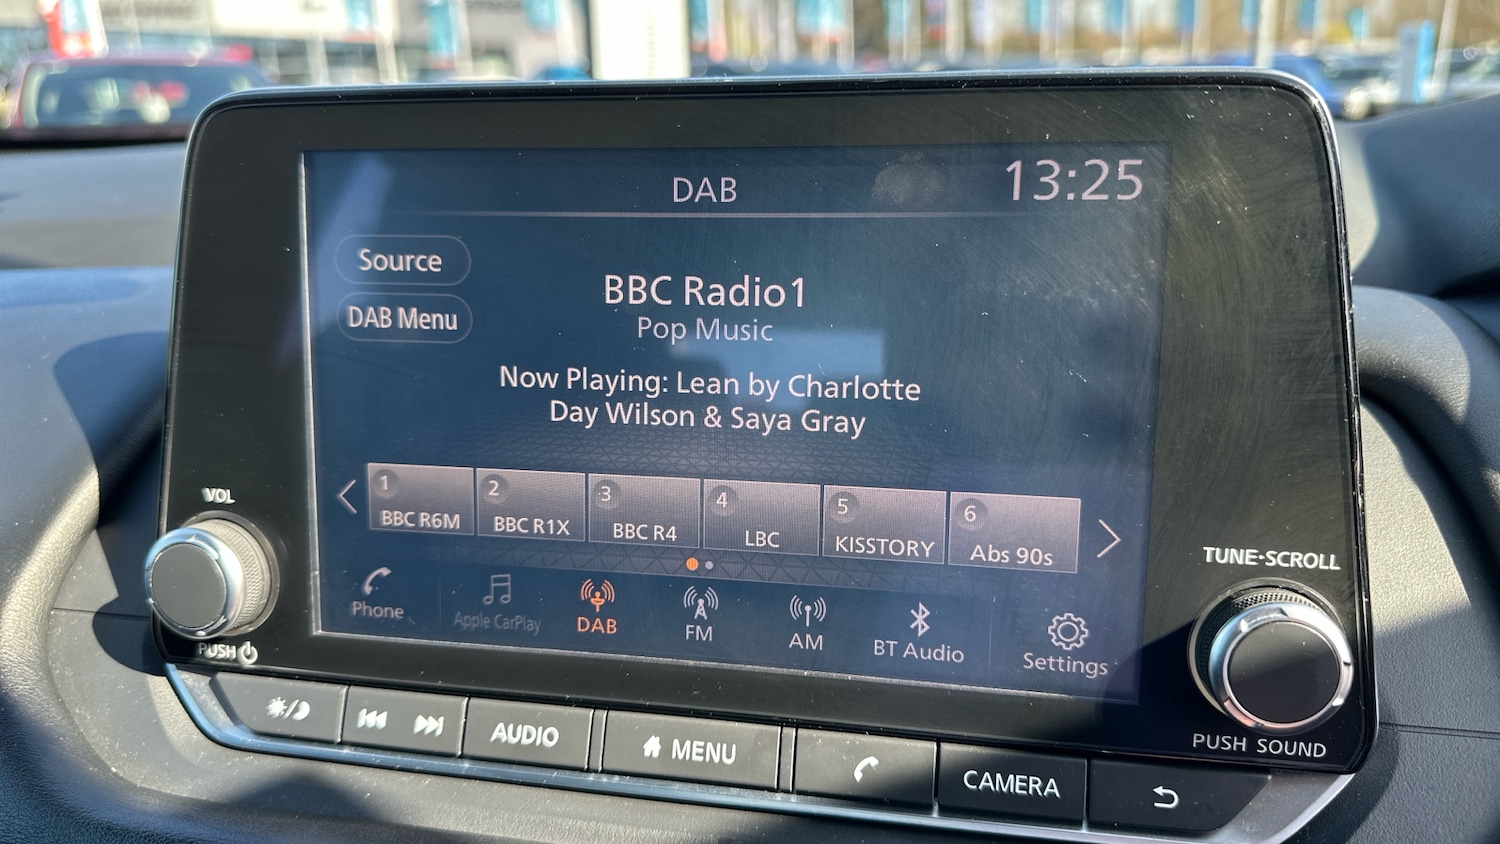 DAB
13:25
Source
DAB Menu
BBC Radio1
Pop Music
Now Playing: Lean by Charlotte
Day Wilson & Saya Gray
1
BBC R6M
2
BBC R1X
3
BBC R4
4
LBC
5
KISSTORY
6
Abs 90s
Phone
Apple CarPlay
DAB
FM
AM
BT Audio
Settings
VOL
PUSH
TUNE·SCROLL
PUSH SOUND
AUDIO
MENU
CAMERA